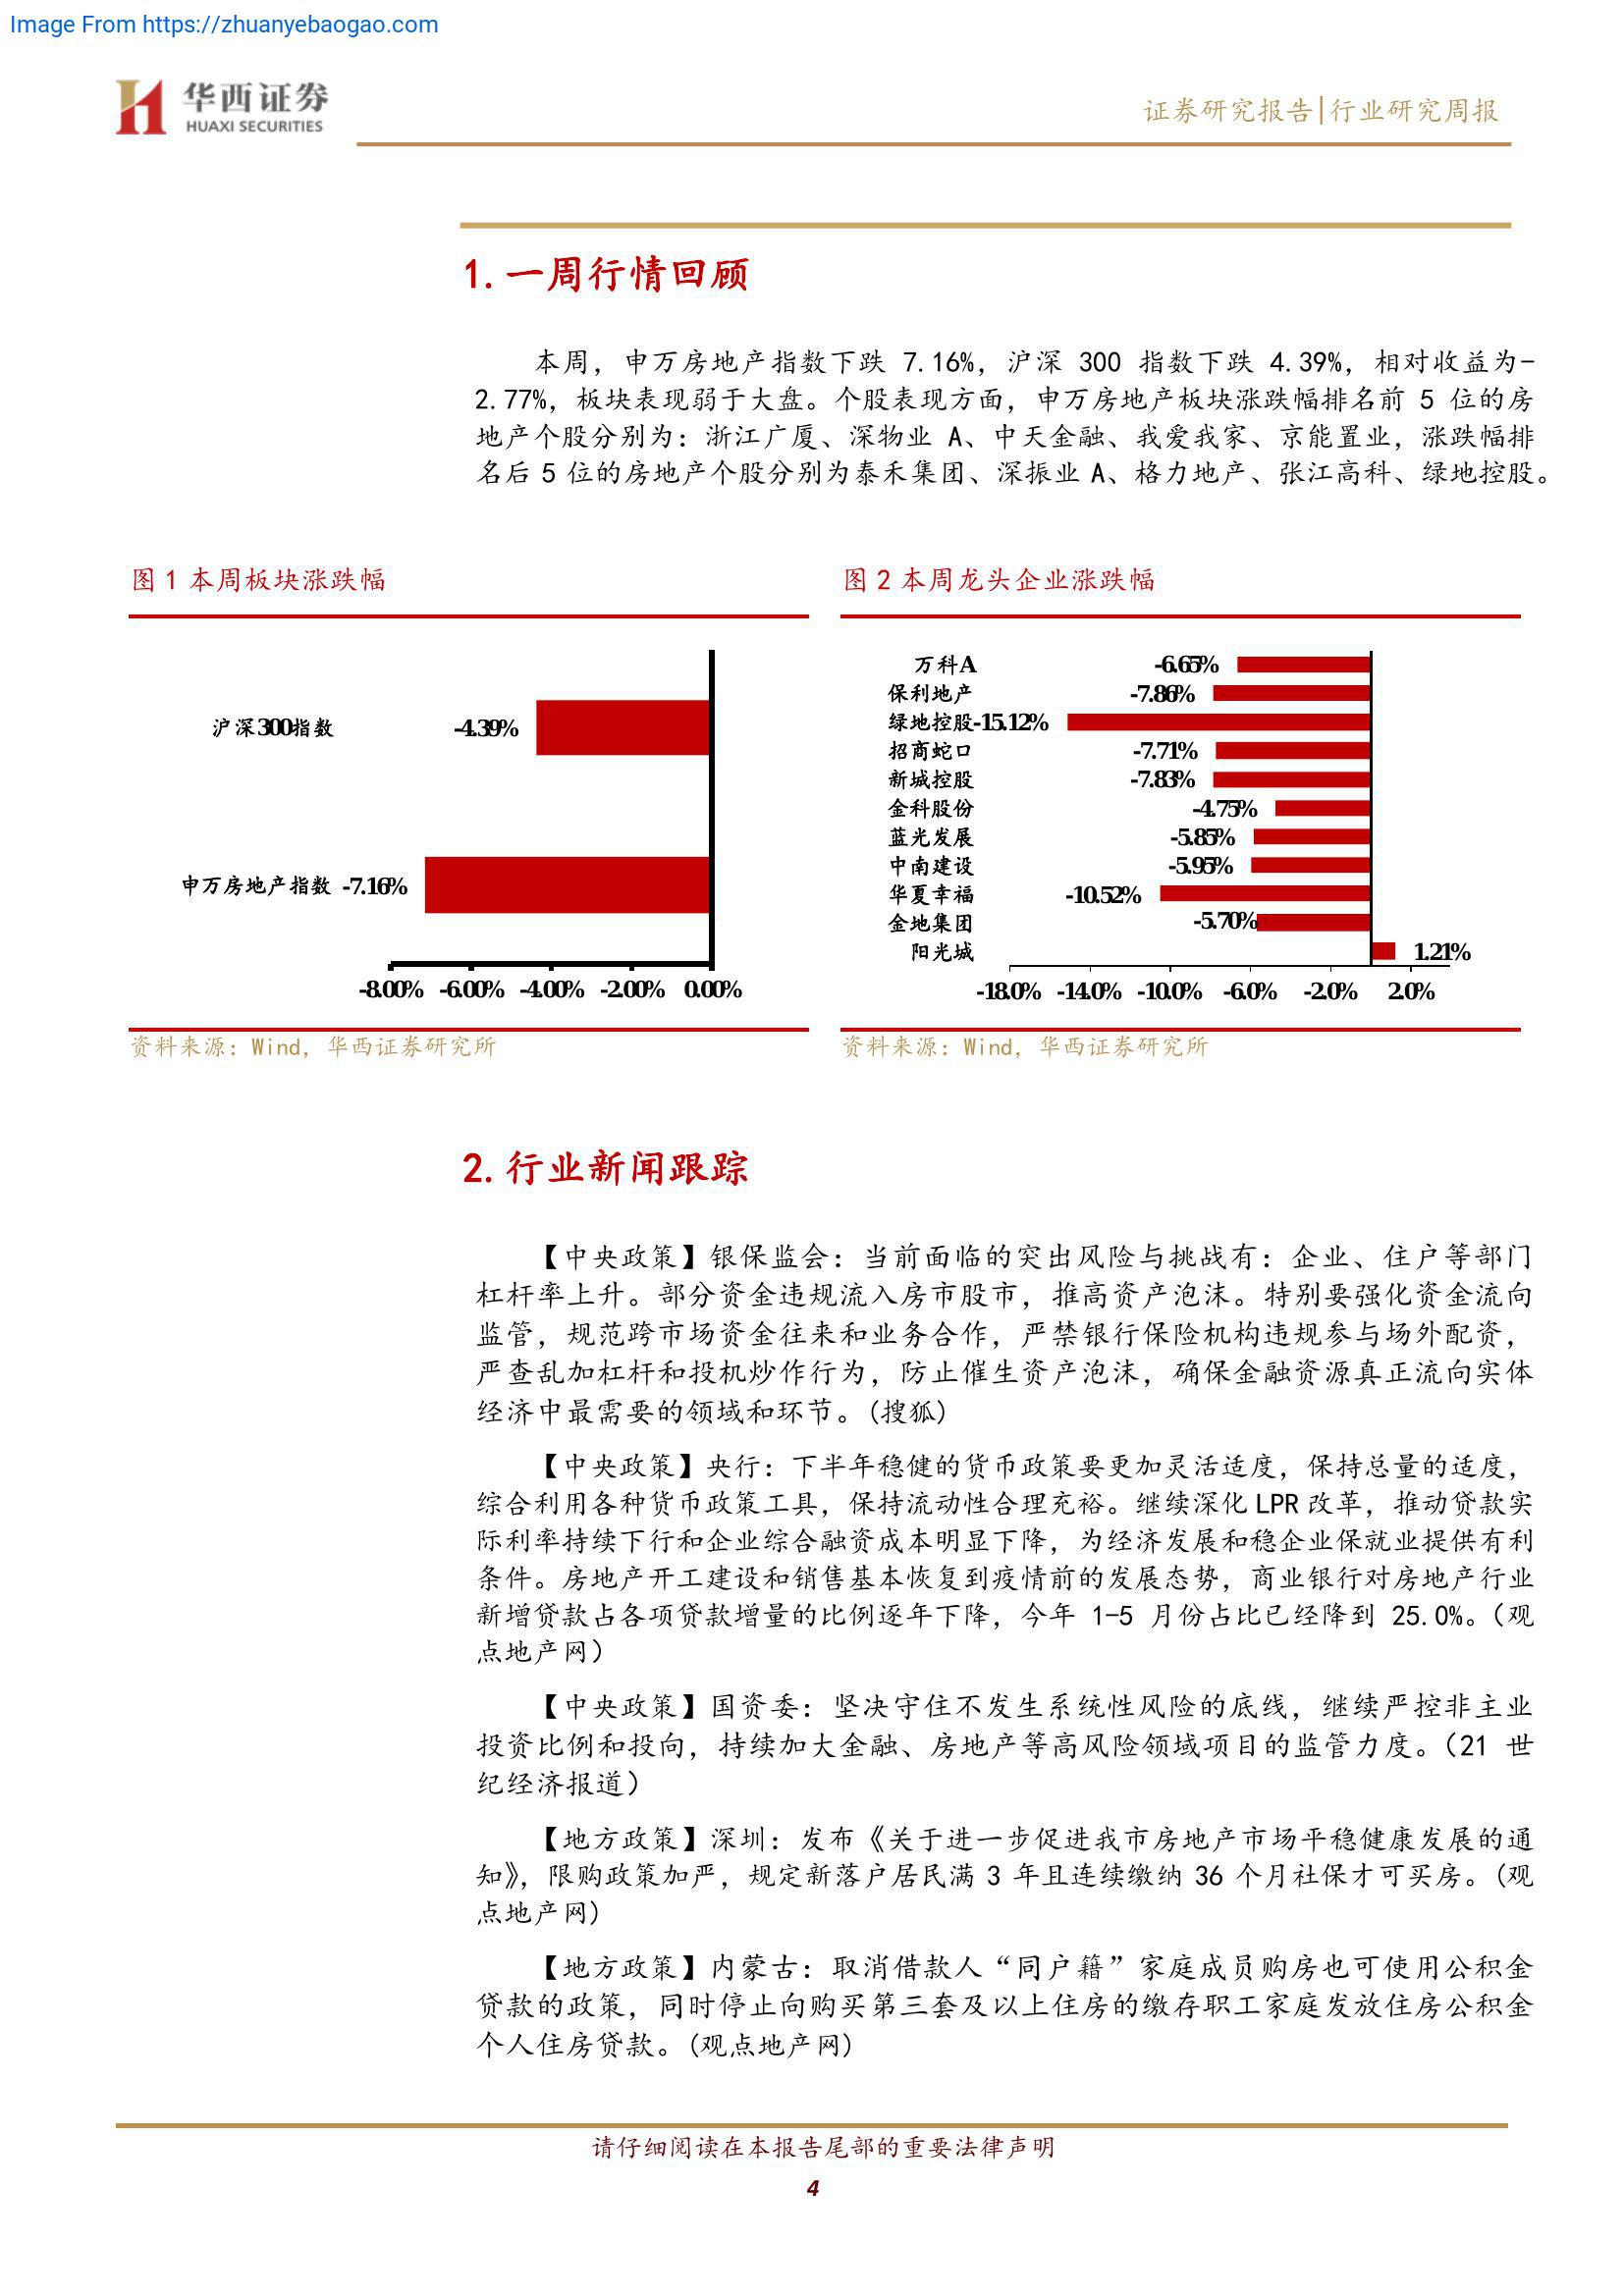 Image From https://zhuanyebaogao.com
华西证券
HUAXI SECURITIES
证券研究报告|行业研究周报
1.一周行情回顾
本周，申万房地产指数下跌 7.16%，沪深 300 指数下跌 4.39%，相对收益为-
2.77%，板块表现弱于大盘。个股表现方面，申万房地产板块涨跌幅排名前 5 位的房
地产个股分别为：浙江广厦、深物业 A、中天金融、我爱我家、京能置业，涨跌幅排
名后 5 位的房地产个股分别为泰禾集团、深振业 A、格力地产、张江高科、绿地控股。
图 1 本周板块涨跌幅
沪深300指数 -4.39%
申万房地产指数 -7.16%
-8.00% -6.00% -4.00% -2.00% 0.00%
资料来源：Wind，华西证券研究所
图 2 本周龙头企业涨跌幅
万科A -6.65%
保利地产 -7.86%
绿地控股 -15.12%
招商蛇口 -7.71%
新城控股 -7.83%
金科股份 -4.75%
蓝光发展 -5.85%
中南建设 -5.95%
华夏幸福 -10.52%
金地集团 -5.70%
阳光城 1.21%
-18.0% -14.0% -10.0% -6.0% -2.0% 2.0%
资料来源：Wind，华西证券研究所
2.行业新闻跟踪
【中央政策】银保监会：当前面临的突出风险与挑战有：企业、住户等部门
杠杆率上升。部分资金违规流入房市股市，推高资产泡沫。特别要强化资金流向
监管，规范跨市场资金往来和业务合作，严禁银行保险机构违规参与场外配资，
严查乱加杠杆和投机炒作行为，防止催生资产泡沫，确保金融资源真正流向实体
经济中最需要的领域和环节。(搜狐)
【中央政策】央行：下半年稳健的货币政策要更加灵活适度，保持总量的适度，
综合利用各种货币政策工具，保持流动性合理充裕。继续深化 LPR 改革，推动贷款实
际利率持续下行和企业综合融资成本明显下降，为经济发展和稳企业保就业提供有利
条件。房地产开工建设和销售基本恢复到疫情前的发展态势，商业银行对房地产行业
新增贷款占各项贷款增量的比例逐年下降，今年 1-5 月份占比已经降到 25.0%。（观
点地产网）
【中央政策】国资委：坚决守住不发生系统性风险的底线，继续严控非主业
投资比例和投向，持续加大金融、房地产等高风险领域项目的监管力度。（21 世
纪经济报道）
【地方政策】深圳：发布《关于进一步促进我市房地产市场平稳健康发展的通
知》，限购政策加严，规定新落户居民满 3 年且连续缴纳 36 个月社保才可买房。(观
点地产网)
【地方政策】内蒙古：取消借款人“同户籍”家庭成员购房也可使用公积金
贷款的政策，同时停止向购买第三套及以上住房的缴存职工家庭发放住房公积金
个人住房贷款。(观点地产网)
请仔细阅读在本报告尾部的重要法律声明
4